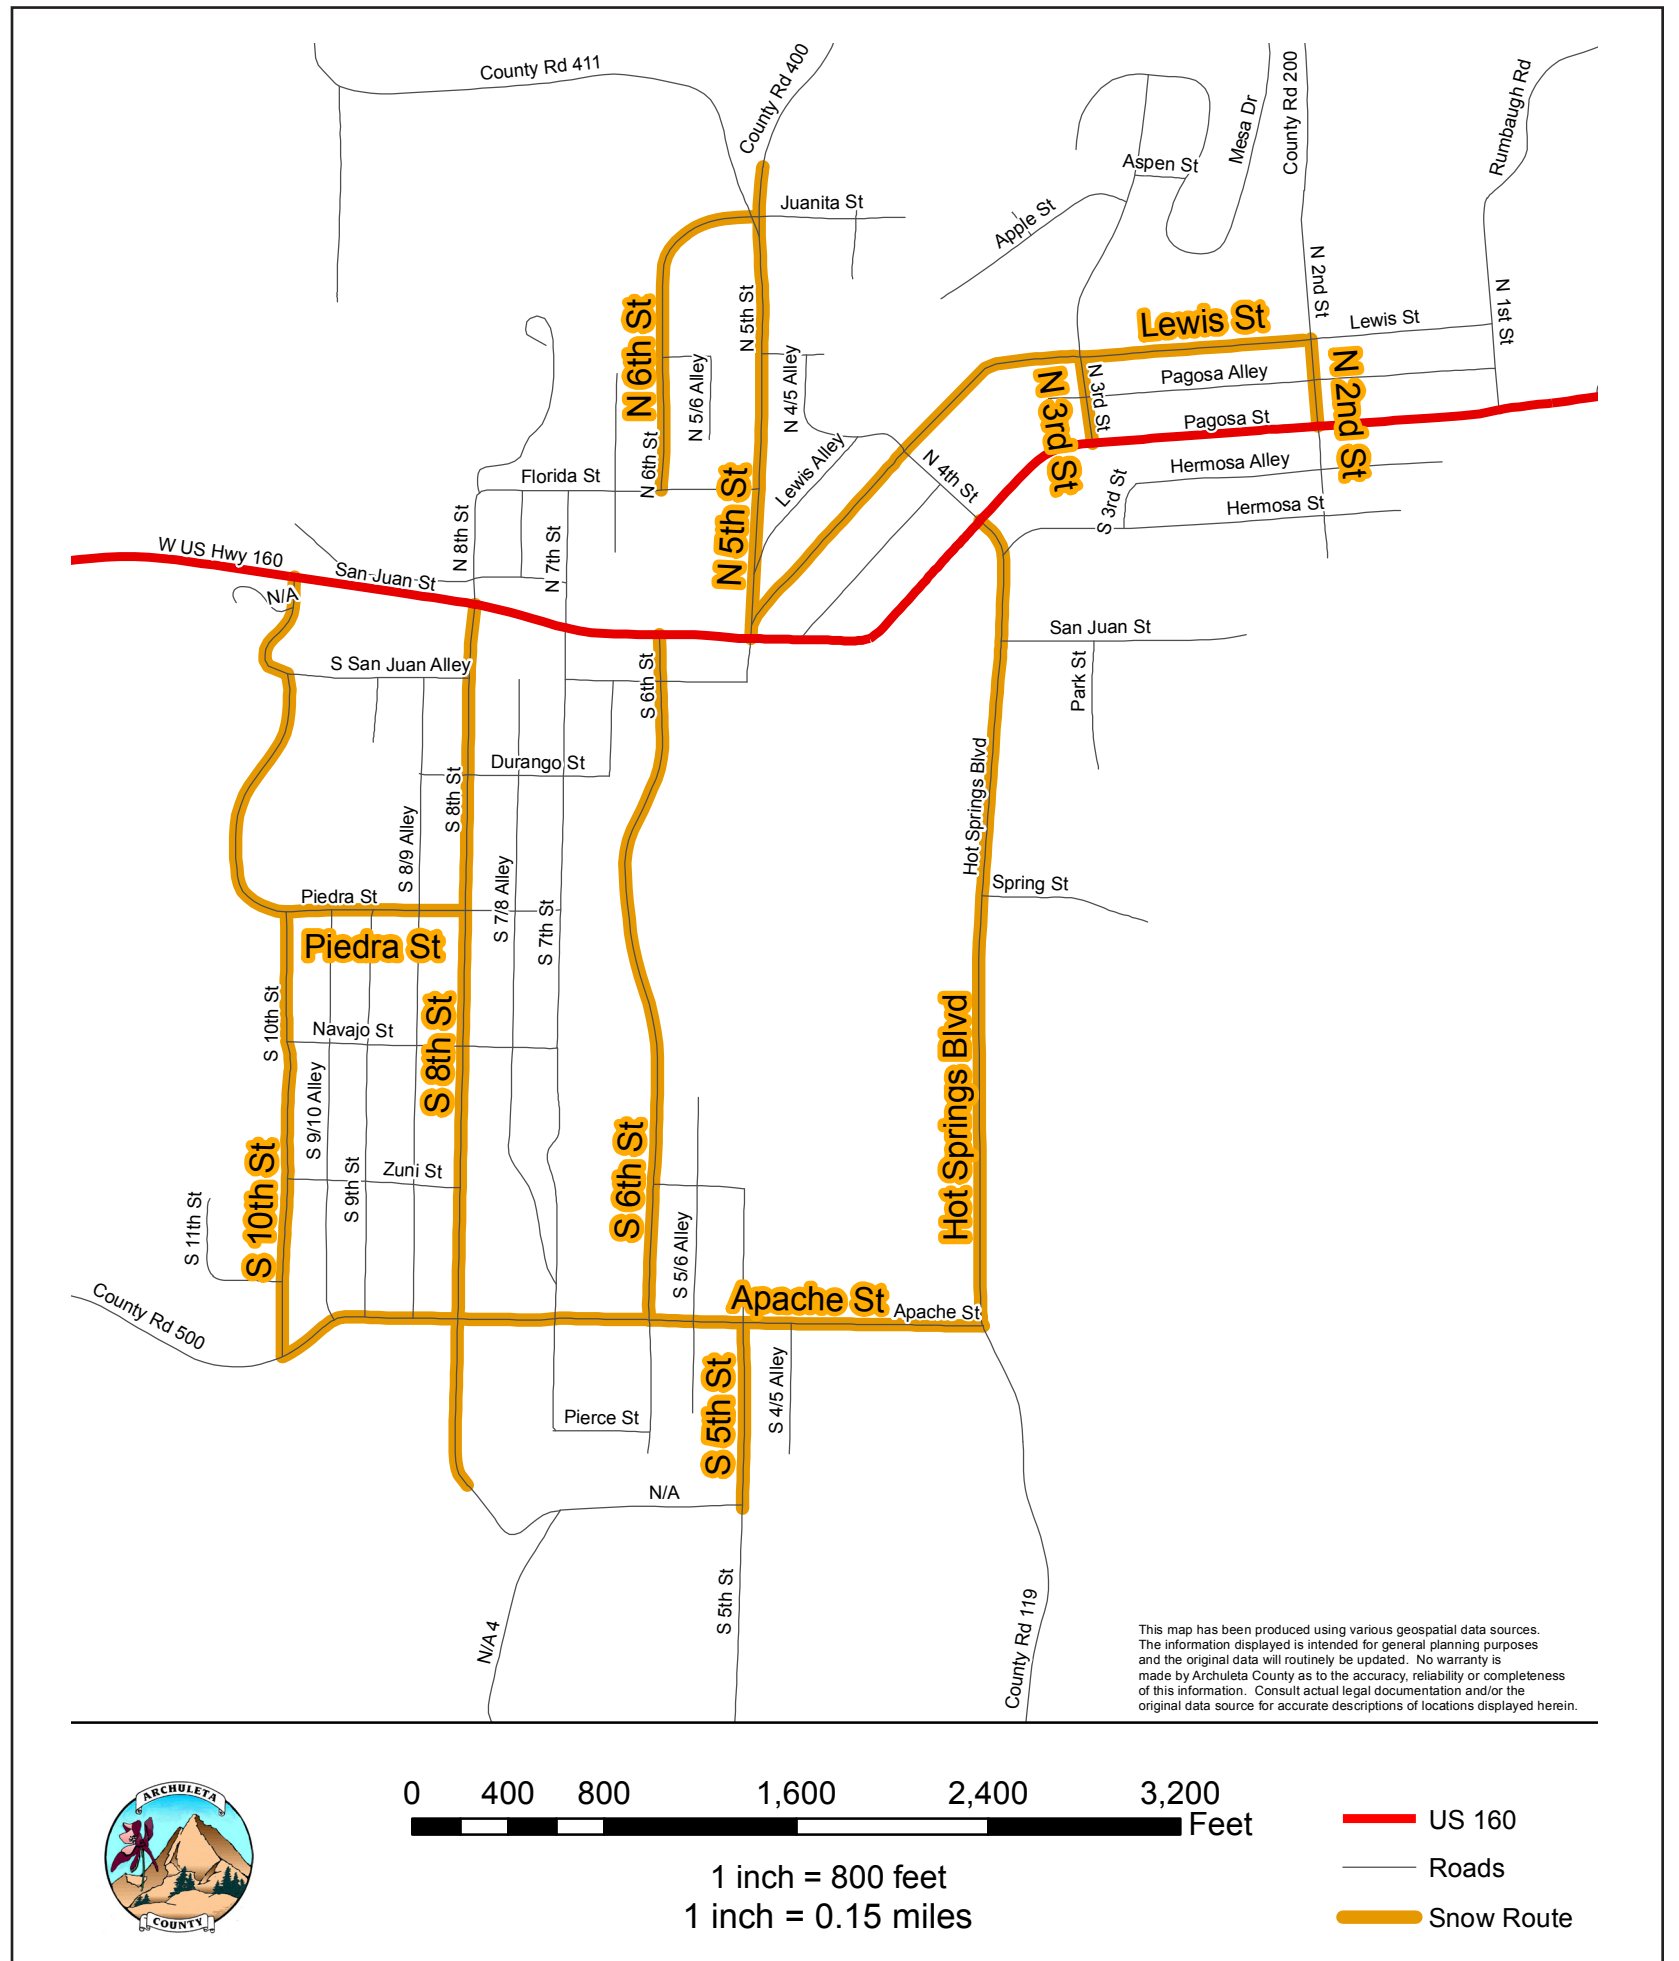 County Rd 411
County Rd 400
Mesa Dr
County Rd 200
Rumbaugh Rd
Aspen St
Juanita St
Apple St
N 2nd St
N 1st St
N 6th St
N 5th St
Lewis St
Lewis St
N 4/5 Alley
N 5/6 Alley
N 3rd St
N 3rd St
Pagosa Alley
N 2nd St
Pagosa St
N 6th St
Lewis Alley
N 4th St
Florida St
Hermosa Alley
S 3rd St
Hermosa St
N 5th St
N 8th St
N 7th St
W US Hwy 160
San Juan St
N/A
San Juan St
S San Juan Alley
S 6th St
Park St
Durango St
S 8th St
Hot Springs Blvd
S 8/9 Alley
S 7/8 Alley
Spring St
Piedra St
Piedra St
S 7th St
S 10th St
Navajo St
S 8th St
Hot Springs Blvd
S 9/10 Alley
S 6th St
S 10th St
S 9th St
Zuni St
S 11th St
S 5/6 Alley
County Rd 500
Apache St
Apache St
S 5th St
S 4/5 Alley
Pierce St
N/A
S 5th St
N/A 4
County Rd 119
This map has been produced using various geospatial data sources.
The information displayed is intended for general planning purposes
and the original data will routinely be updated. No warranty is
made by Archuleta County as to the accuracy, reliability or completeness
of this information. Consult actual legal documentation and/or the
original data source for accurate descriptions of locations displayed herein.
ARCHULETA
COUNTY
0 400 800 1,600 2,400 3,200
Feet
1 inch = 800 feet
1 inch = 0.15 miles
US 160
Roads
Snow Route